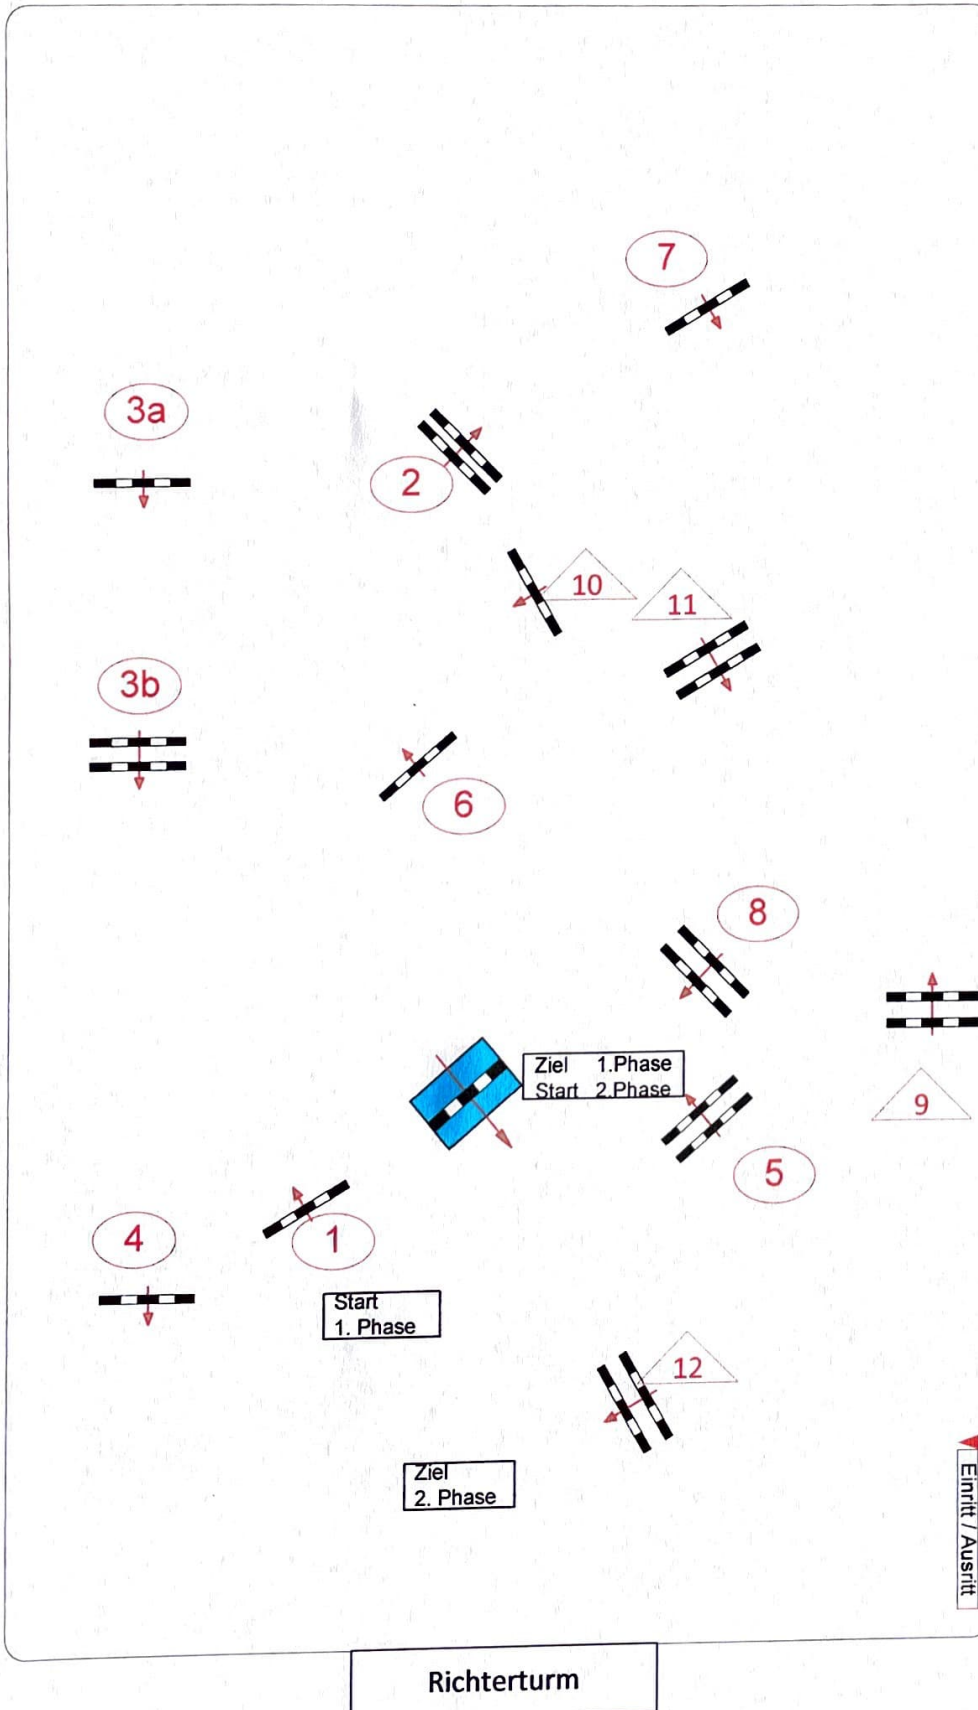 7
3a
2
10
11
3b
6
8
Ziel 1.Phase
Start 2.Phase
9
5
4
1
Start
1. Phase
12
Ziel
2. Phase
Einritt / Ausritt
Richterturm